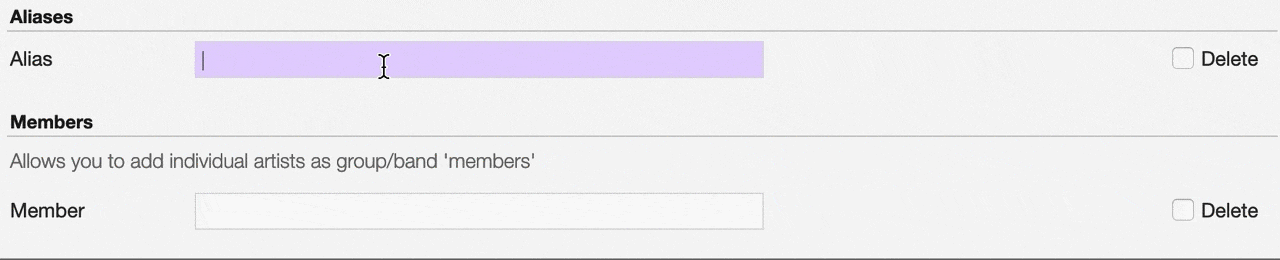 Aliases
Alias Delete
Members
Allows you to add individual artists as group/band 'members'
Member Delete